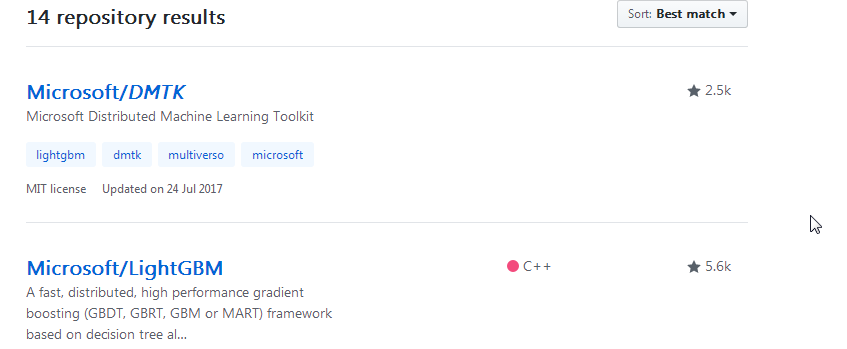 14 repository results
Sort: Best match
Microsoft/DMTK
2.5k
Microsoft Distributed Machine Learning Toolkit
lightgbm dmtk multiverso microsoft
MIT license Updated on 24 Jul 2017
Microsoft/LightGBM
C++
5.6k
A fast, distributed, high performance gradient
boosting (GBDT, GBRT, GBM or MART) framework
based on decision tree al...